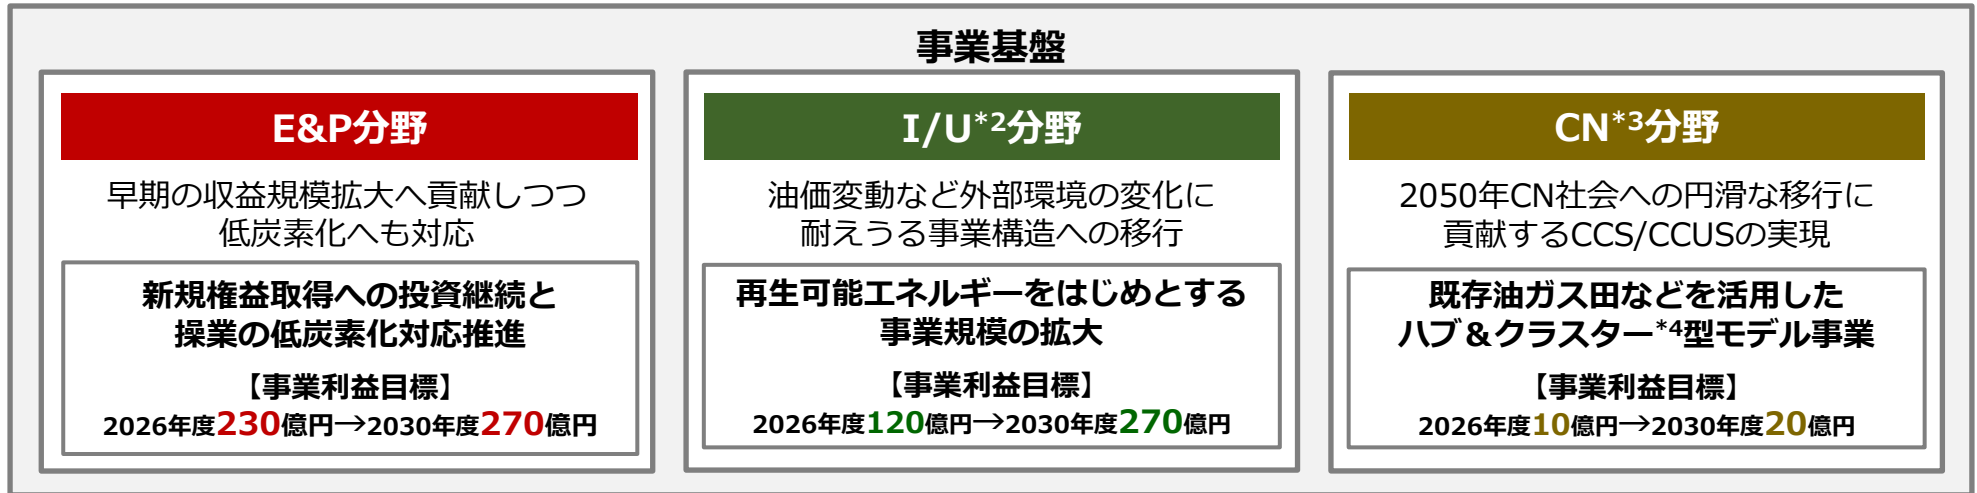 事業基盤
E&P分野
早期の収益規模拡大へ貢献しつつ
低炭素化へも対応
新規権益取得への投資継続と
操業の低炭素化対応推進
【事業利益目標】
2026年度230億円→2030年度270億円
I/U*2分野
油価変動など外部環境の変化に
耐えうる事業構造への移行
再生可能エネルギーをはじめとする
事業規模の拡大
【事業利益目標】
2026年度120億円→2030年度270億円
CN*3分野
2050年CN社会への円滑な移行に
貢献するCCS/CCUSの実現
既存油ガス田などを活用した
ハブ＆クラスター*4型モデル事業
【事業利益目標】
2026年度10億円→2030年度20億円